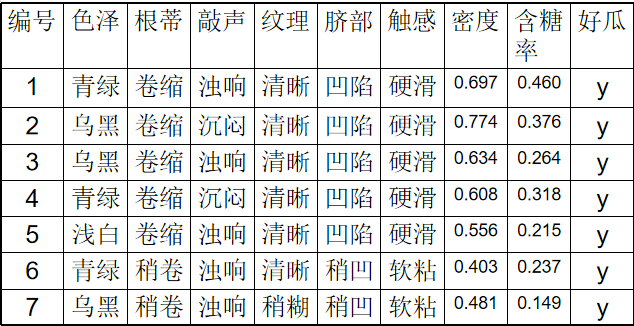 编号 色泽 根蒂 敲声 纹理 脐部 触感 密度 含糖率 好瓜
1 青绿 卷缩 浊响 清晰 凹陷 硬滑 0.697 0.460 y
2 乌黑 卷缩 沉闷 清晰 凹陷 硬滑 0.774 0.376 y
3 乌黑 卷缩 浊响 清晰 凹陷 硬滑 0.634 0.264 y
4 青绿 卷缩 沉闷 清晰 凹陷 硬滑 0.608 0.318 y
5 浅白 卷缩 浊响 清晰 凹陷 硬滑 0.556 0.215 y
6 青绿 稍卷 浊响 清晰 稍凹 软粘 0.403 0.237 y
7 乌黑 稍卷 浊响 稍糊 稍凹 软粘 0.481 0.149 y